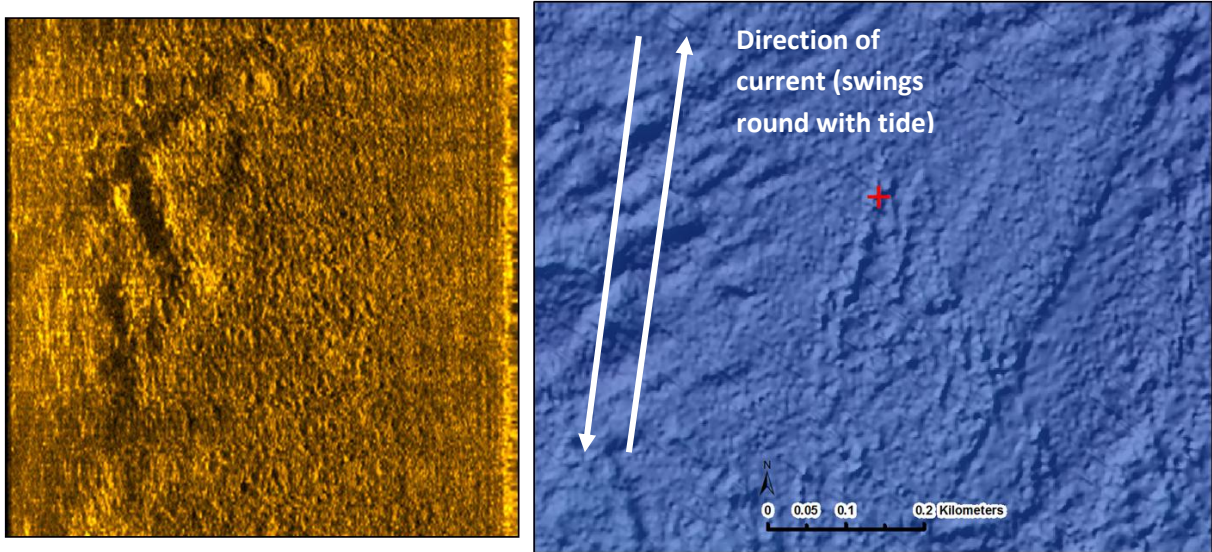 Direction of
current (swings
round with tide)
N
0 0.05 0.1 0.2 Kilometers